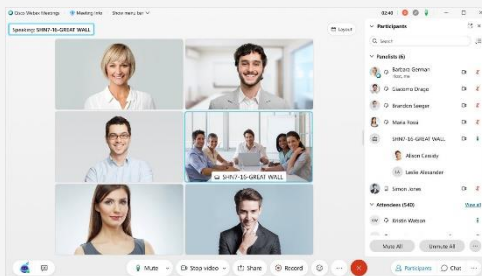 Cisco Webex Meetings
Meeting Info
Show menu bar
02:49
Speaking: SHN7-16-GREAT WALL
Layout
Participants
Search
Panelists (6)
Barbara German
Host, me
Giacomo Drago
Brandon Seeger
Maria Rossi
SHN7-16-GREAT WALL
Alison Cassidy
Leslie Alexander
Simon Jones
Attendees (540)
View all
Kristin Watson
SHN7-16-GREAT WALL
Mute All
Unmute All
Mute
Stop video
Share
Record
Participants
Chat